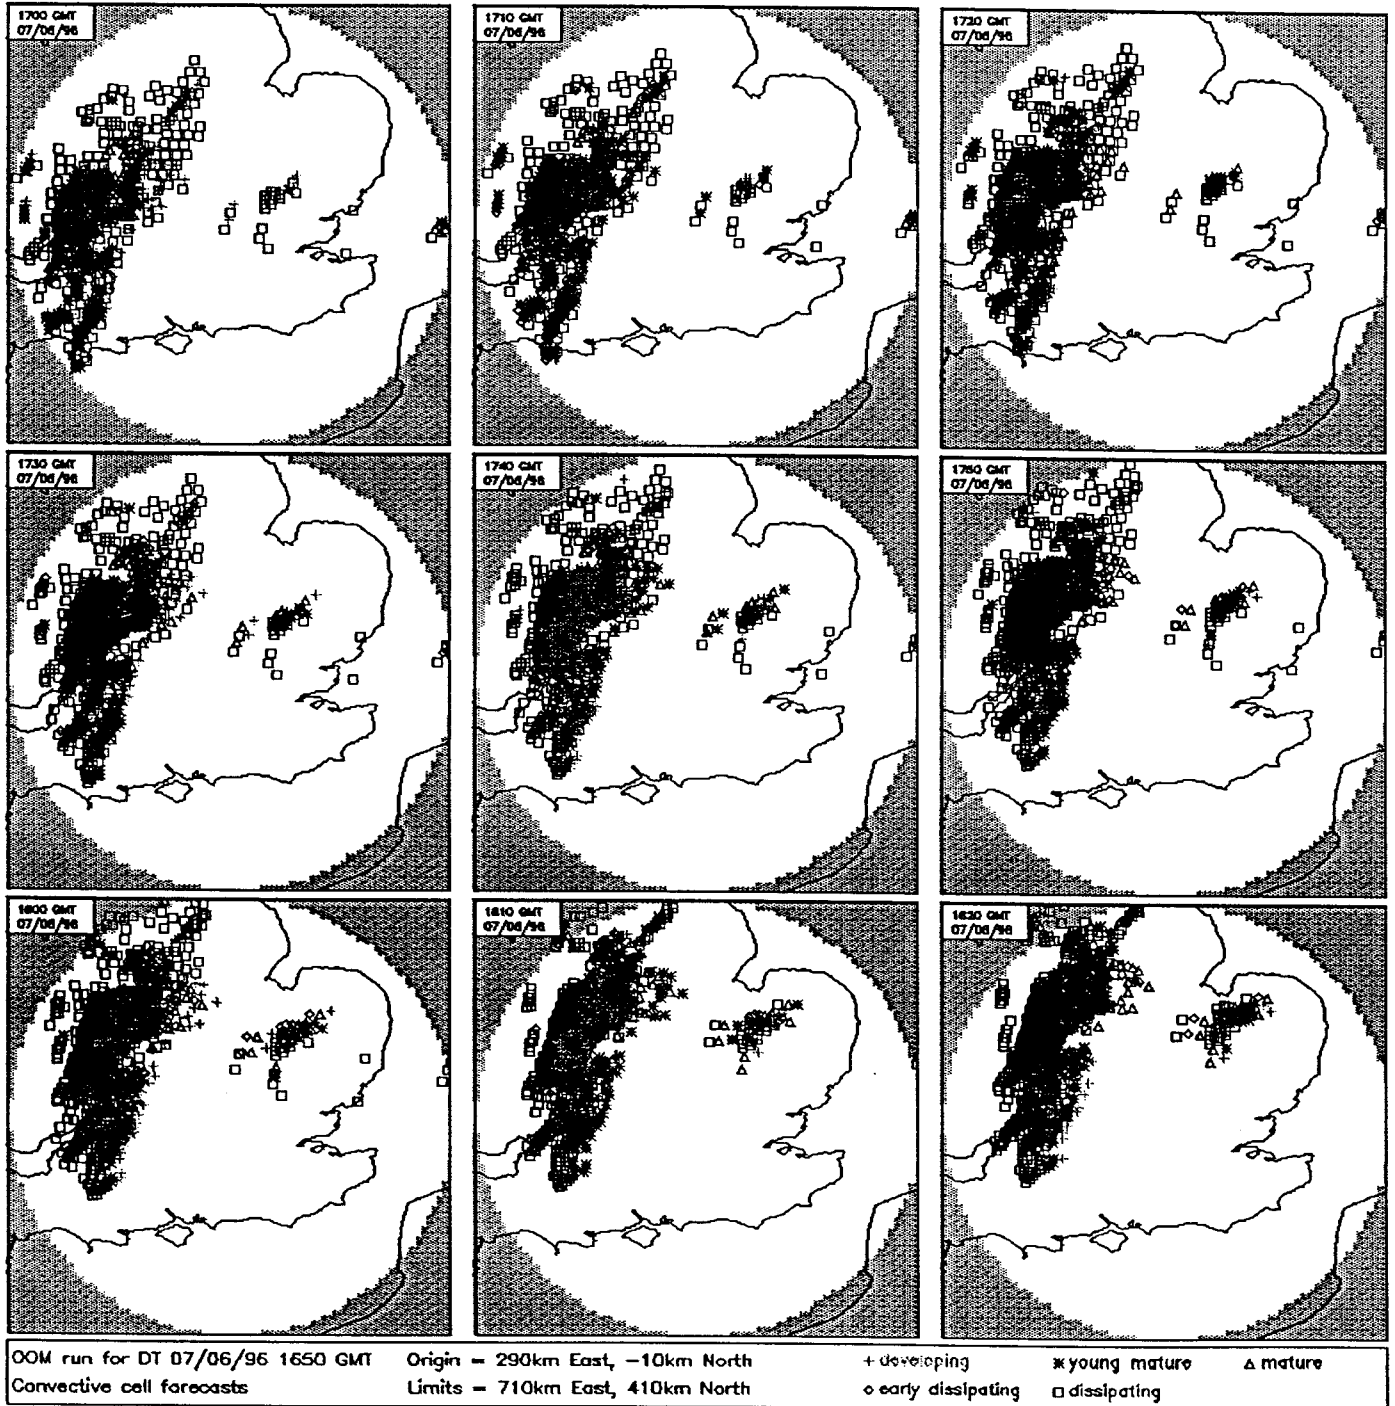 1700 GMT
07/06/96
1710 GMT
07/06/96
1720 GMT
07/06/96
1730 GMT
07/06/96
1740 GMT
07/06/96
1750 GMT
07/06/96
1800 GMT
07/06/96
1810 GMT
07/06/96
1820 GMT
07/06/96
OOM run for DT 07/06/96 1650 GMT
Origin = 290km East, -10km North
+ developing
young mature
mature
Convective cell forecasts
Limits = 710km East, 410km North
early dissipating
dissipating